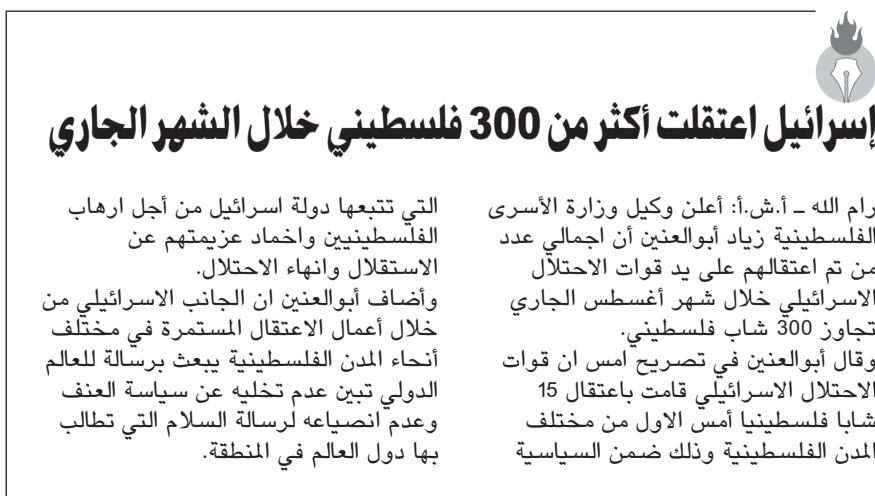 إسرائيل اعتقلت أكثر من 300 فلسطيني خلال الشهر الجاري
رام الله ــ أ.ش.أ: أعلن وكيل وزارة الأسرى
الفلسطينية زياد أبوالعنين أن اجمالي عدد
من تم اعتقالهم على يد قوات الاحتلال
الاسرائيلي خلال شهر أغسطس الجاري
تجاوز 300 شاب فلسطيني.
وقال أبوالعنين في تصريح امس ان قوات
الاحتلال الاسرائيلي قامت باعتقال 15
شابا فلسطينيا أمس الاول من مختلف
المدن الفلسطينية وذلك ضمن السياسية
التي تتبعها دولة اسرائيل من أجل ارهاب
الفلسطينيين واخماد عزيمتهم عن
الاستقلال وانهاء الاحتلال.
وأضاف أبوالعنين ان الجانب الاسرائيلي من
خلال أعمال الاعتقال المستمرة في مختلف
أنحاء المدن الفلسطينية يبعث برسالة للعالم
الدولي تبين عدم تخليه عن سياسة العنف
وعدم انصياعه لرسالة السلام التي تطالب
بها دول العالم في المنطقة.